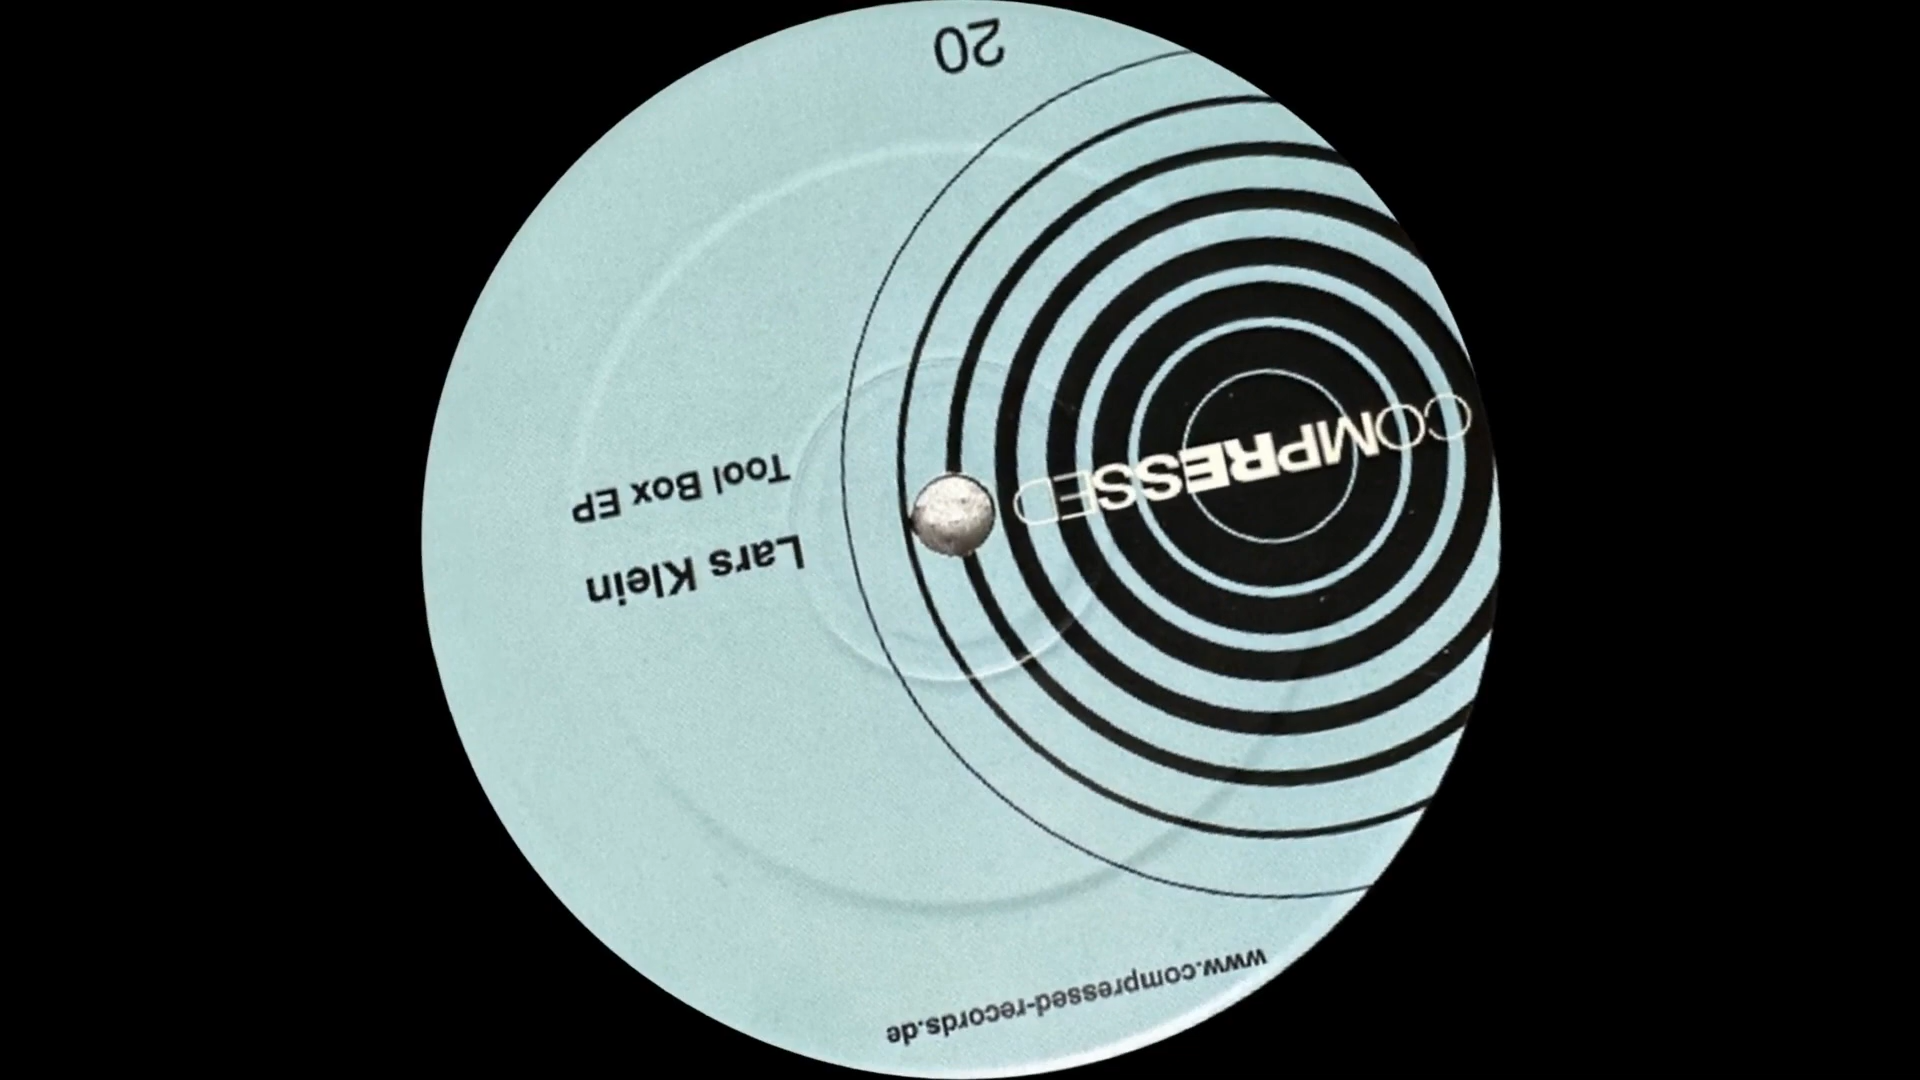 COMPRESSED
Lars Klein
Tool Box EP
www.compressed-records.de
20